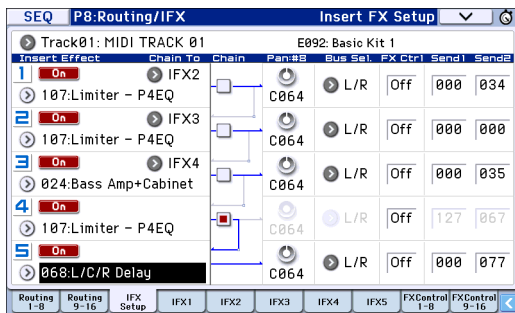 SEQ P8:Routing/IFX Insert FX Setup
Track01: MIDI TRACK 01 E092: Basic Kit 1
Insert Effect Chain To Chain Pan:#8 Bus Sel. FX Ctrl Send1 Send2
1 On IFX2
107:Limiter - P4EQ C064 L/R Off 000 034
2 On IFX3
107:Limiter - P4EQ C064 L/R Off 000 000
3 On IFX4
024:Bass Amp+Cabinet C064 L/R Off 000 035
4 On
107:Limiter - P4EQ C064 L/R Off 127 067
5 On
068:L/C/R Delay C064 L/R Off 000 077
Routing 1-8 Routing 9-16 IFX Setup IFX1 IFX2 IFX3 IFX4 IFX5 FXControl 1-8 FXControl 9-16